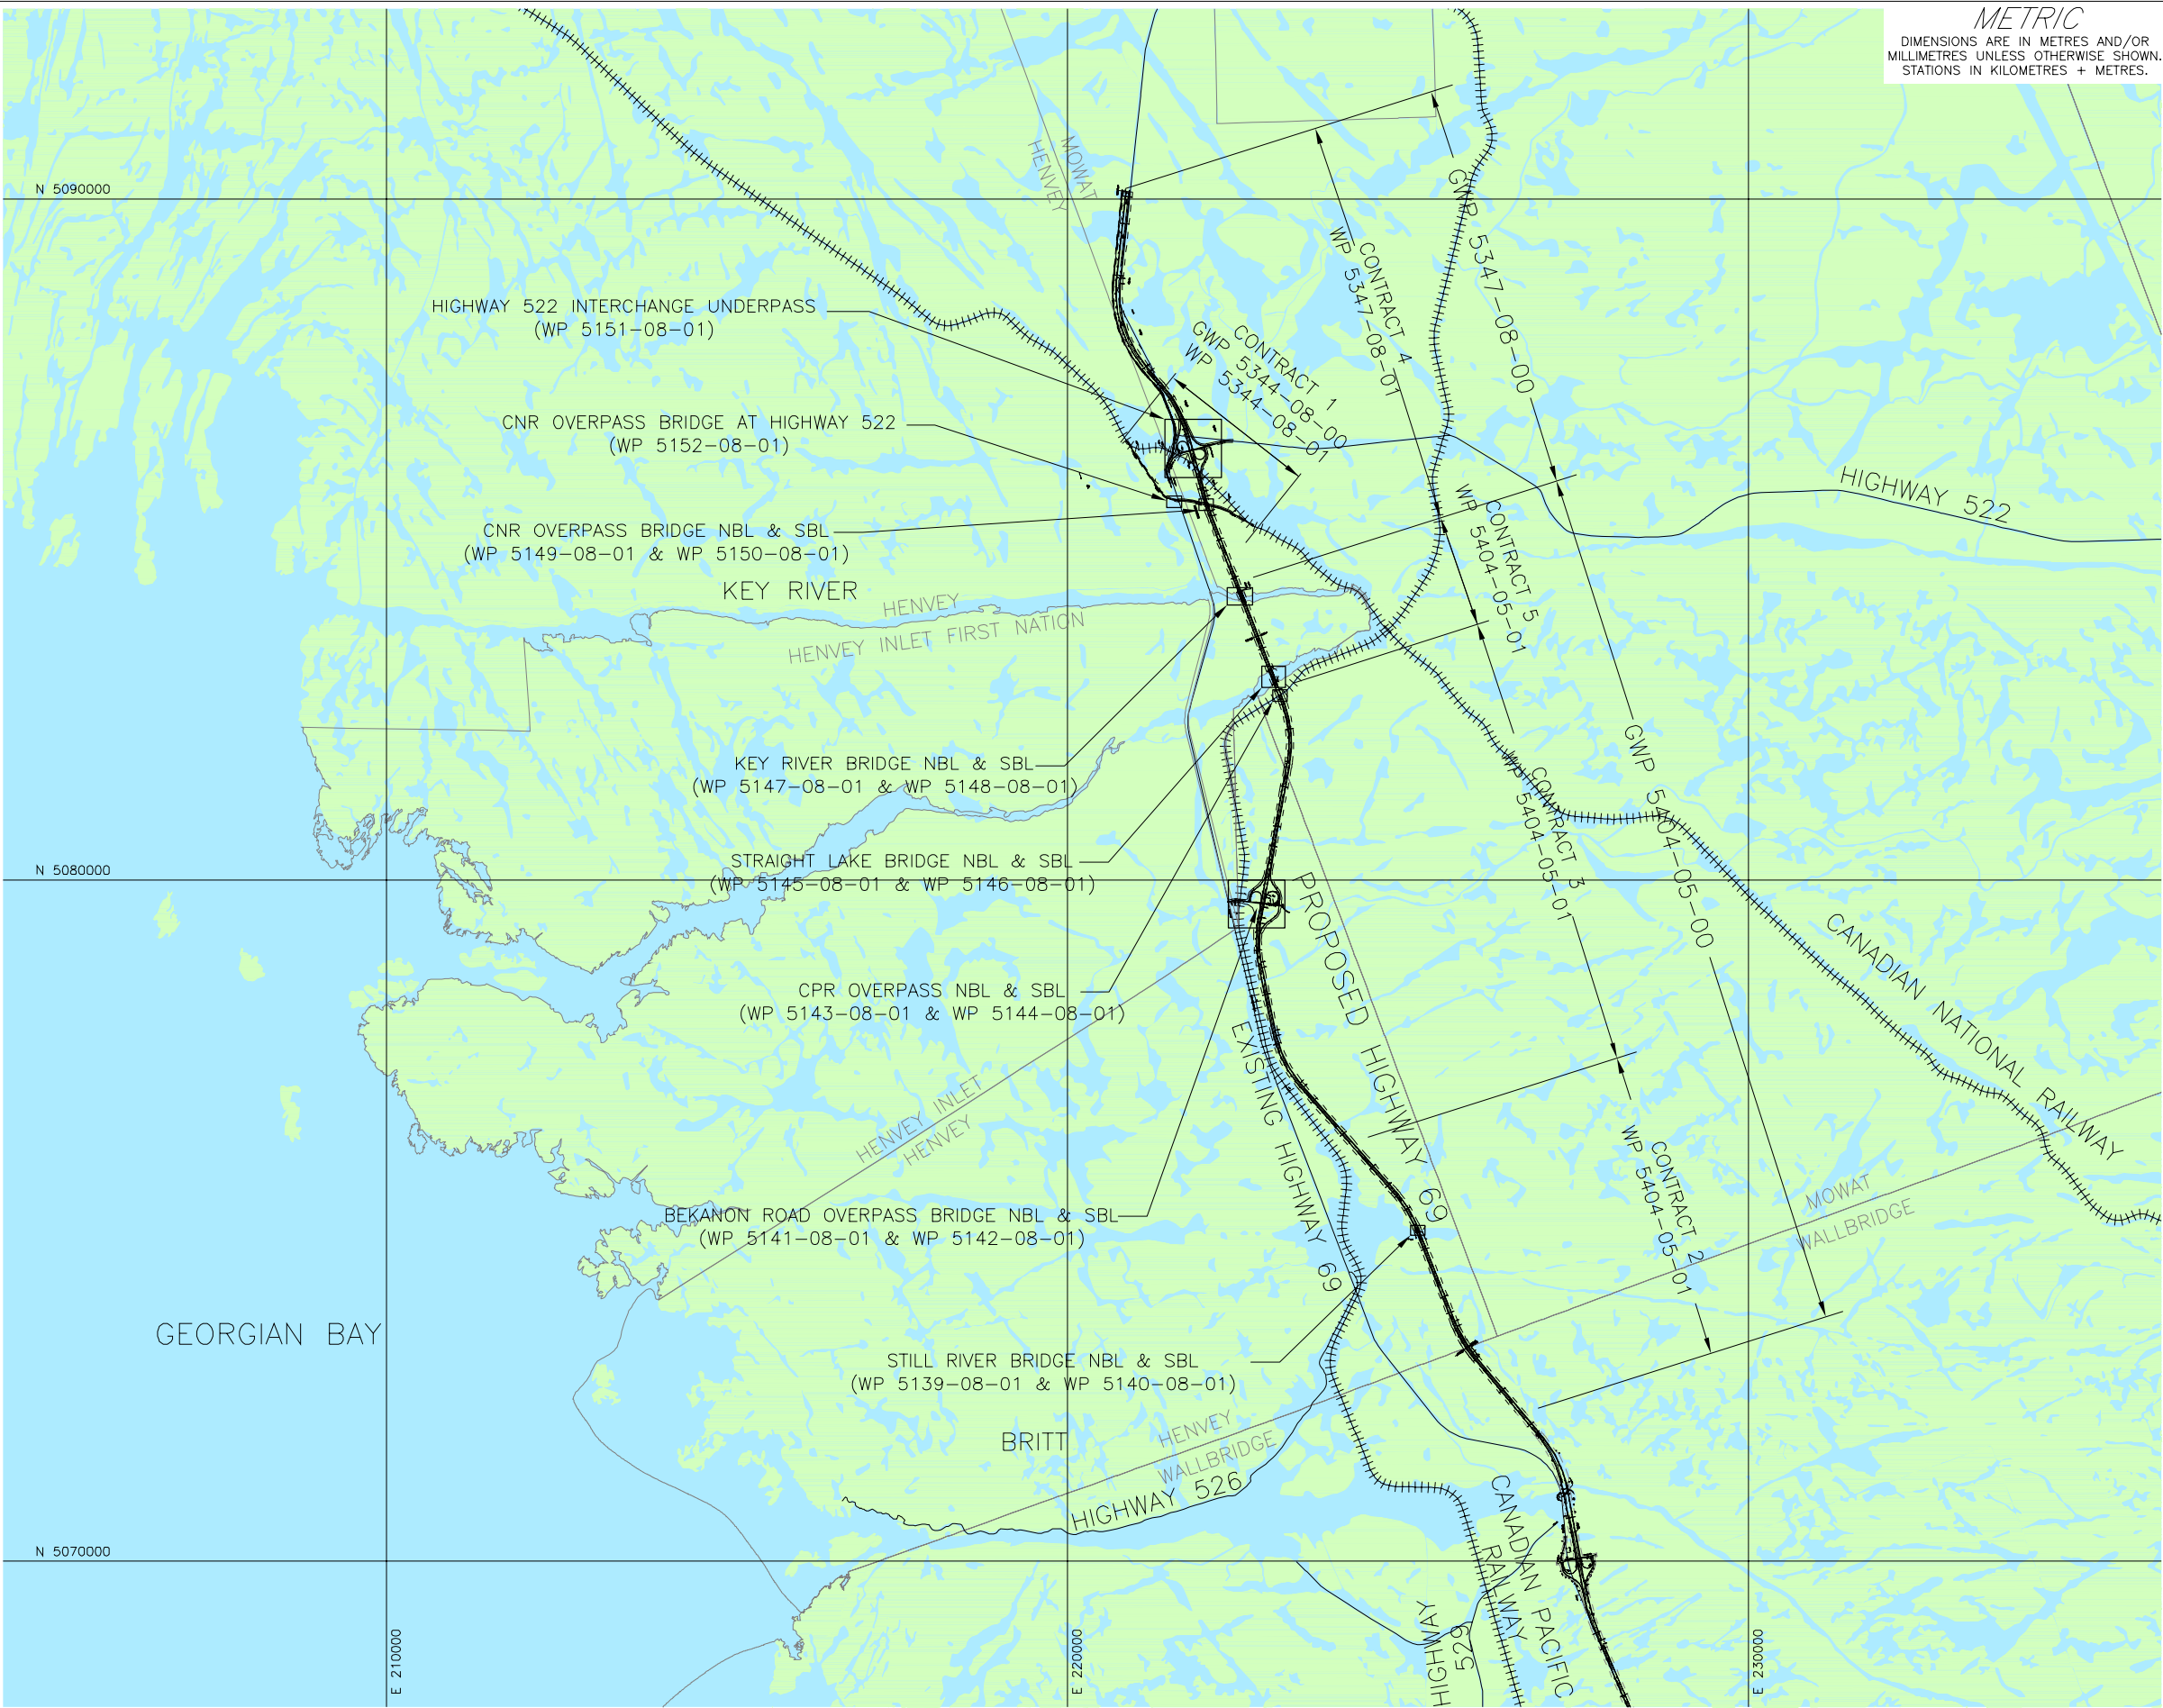 METRIC
DIMENSIONS ARE IN METRES AND/OR
MILLIMETRES UNLESS OTHERWISE SHOWN.
STATIONS IN KILOMETRES + METRES.
MOWAT
HENVEY
N 5090000
GWP 5347-08-00
CONTRACT 4
WP 5347-08-01
HIGHWAY 522 INTERCHANGE UNDERPASS
(WP 5151-08-01)
CONTRACT 1
GWP 5344-08-00
WP 5344-08-01
CNR OVERPASS BRIDGE AT HIGHWAY 522
(WP 5152-08-01)
HIGHWAY 522
CNR OVERPASS BRIDGE NBL & SBL
(WP 5149-08-01 & WP 5150-08-01)
CONTRACT 5
WP 5404-05-01
KEY RIVER
HENVEY
HENVEY INLET FIRST NATION
KEY RIVER BRIDGE NBL & SBL
(WP 5147-08-01 & WP 5148-08-01)
GWP 5404-05-00
CONTRACT 3
WP 5404-05-01
STRAIGHT LAKE BRIDGE NBL & SBL
(WP 5145-08-01 & WP 5146-08-01)
N 5080000
PROPOSED HIGHWAY 69
CANADIAN NATIONAL RAILWAY
CPR OVERPASS NBL & SBL
(WP 5143-08-01 & WP 5144-08-01)
EXISTING HIGHWAY 69
HENVEY INLET
HENVEY
CONTRACT 2
WP 5404-05-01
MOWAT
WALLBRIDGE
BEKANON ROAD OVERPASS BRIDGE NBL & SBL
(WP 5141-08-01 & WP 5142-08-01)
GEORGIAN BAY
STILL RIVER BRIDGE NBL & SBL
(WP 5139-08-01 & WP 5140-08-01)
BRITT
HENVEY
WALLBRIDGE
HIGHWAY 526
CANADIAN PACIFIC
RAILWAY
N 5070000
HIGHWAY
529
E 210000
E 220000
E 230000